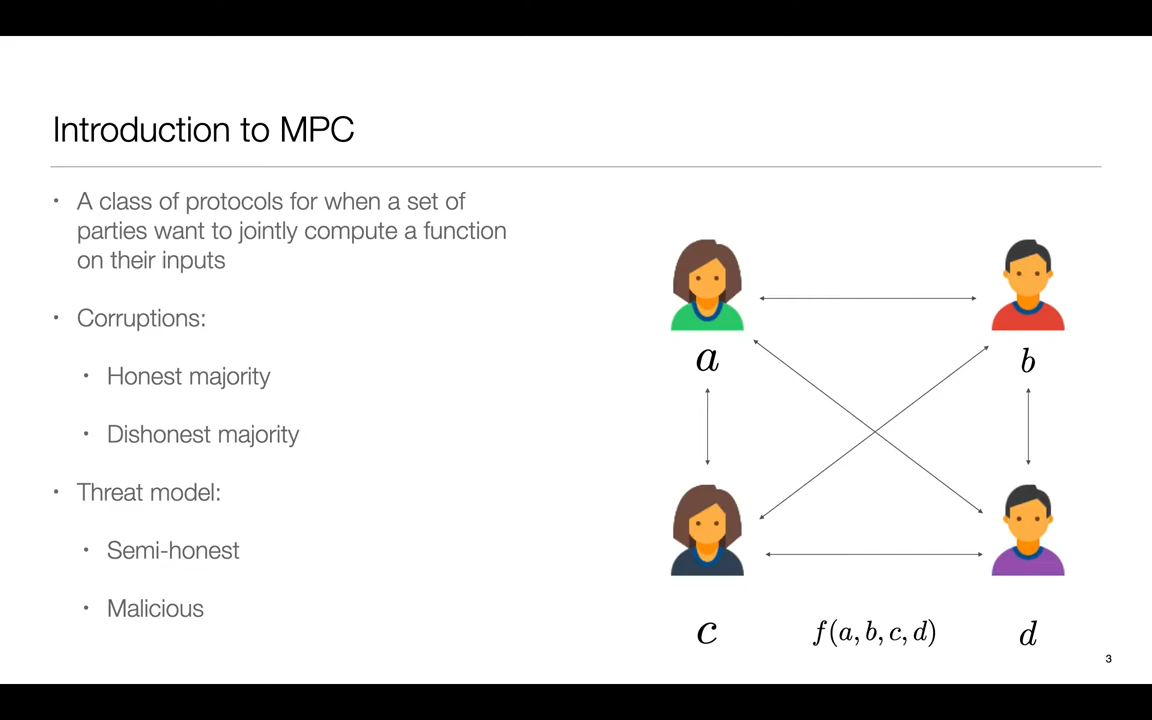 Introduction to MPC
• A class of protocols for when a set of
parties want to jointly compute a function
on their inputs
• Corruptions:
• Honest majority
• Dishonest majority
• Threat model:
• Semi-honest
• Malicious
a
b
c
f(a, b, c, d)
d
3